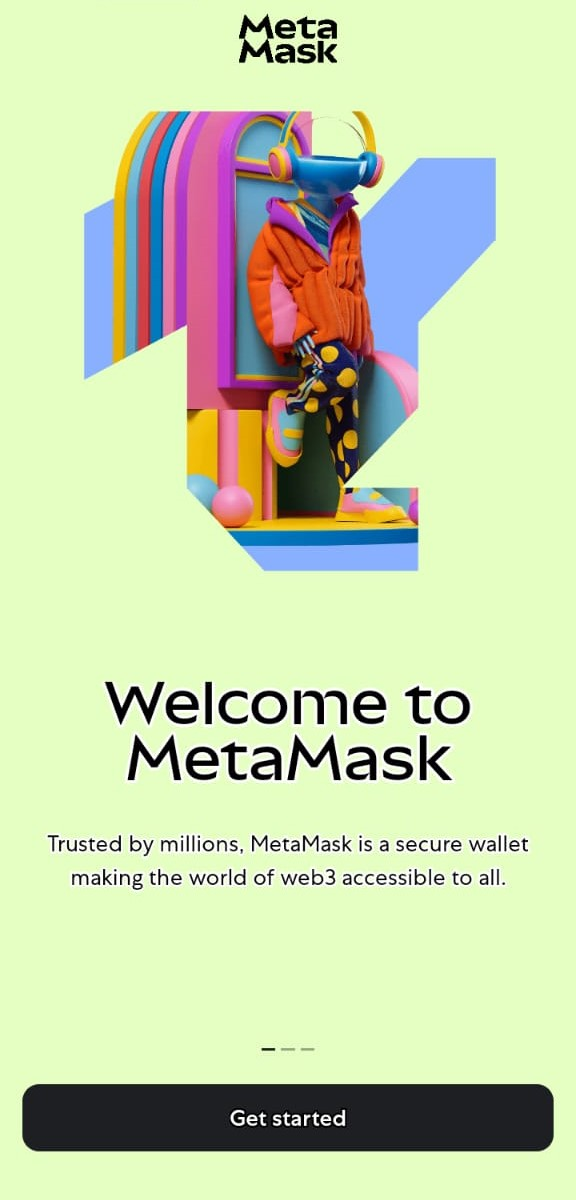 Meta
Mask
Welcome to
MetaMask
Trusted by millions, MetaMask is a secure wallet
making the world of web3 accessible to all.
Get started